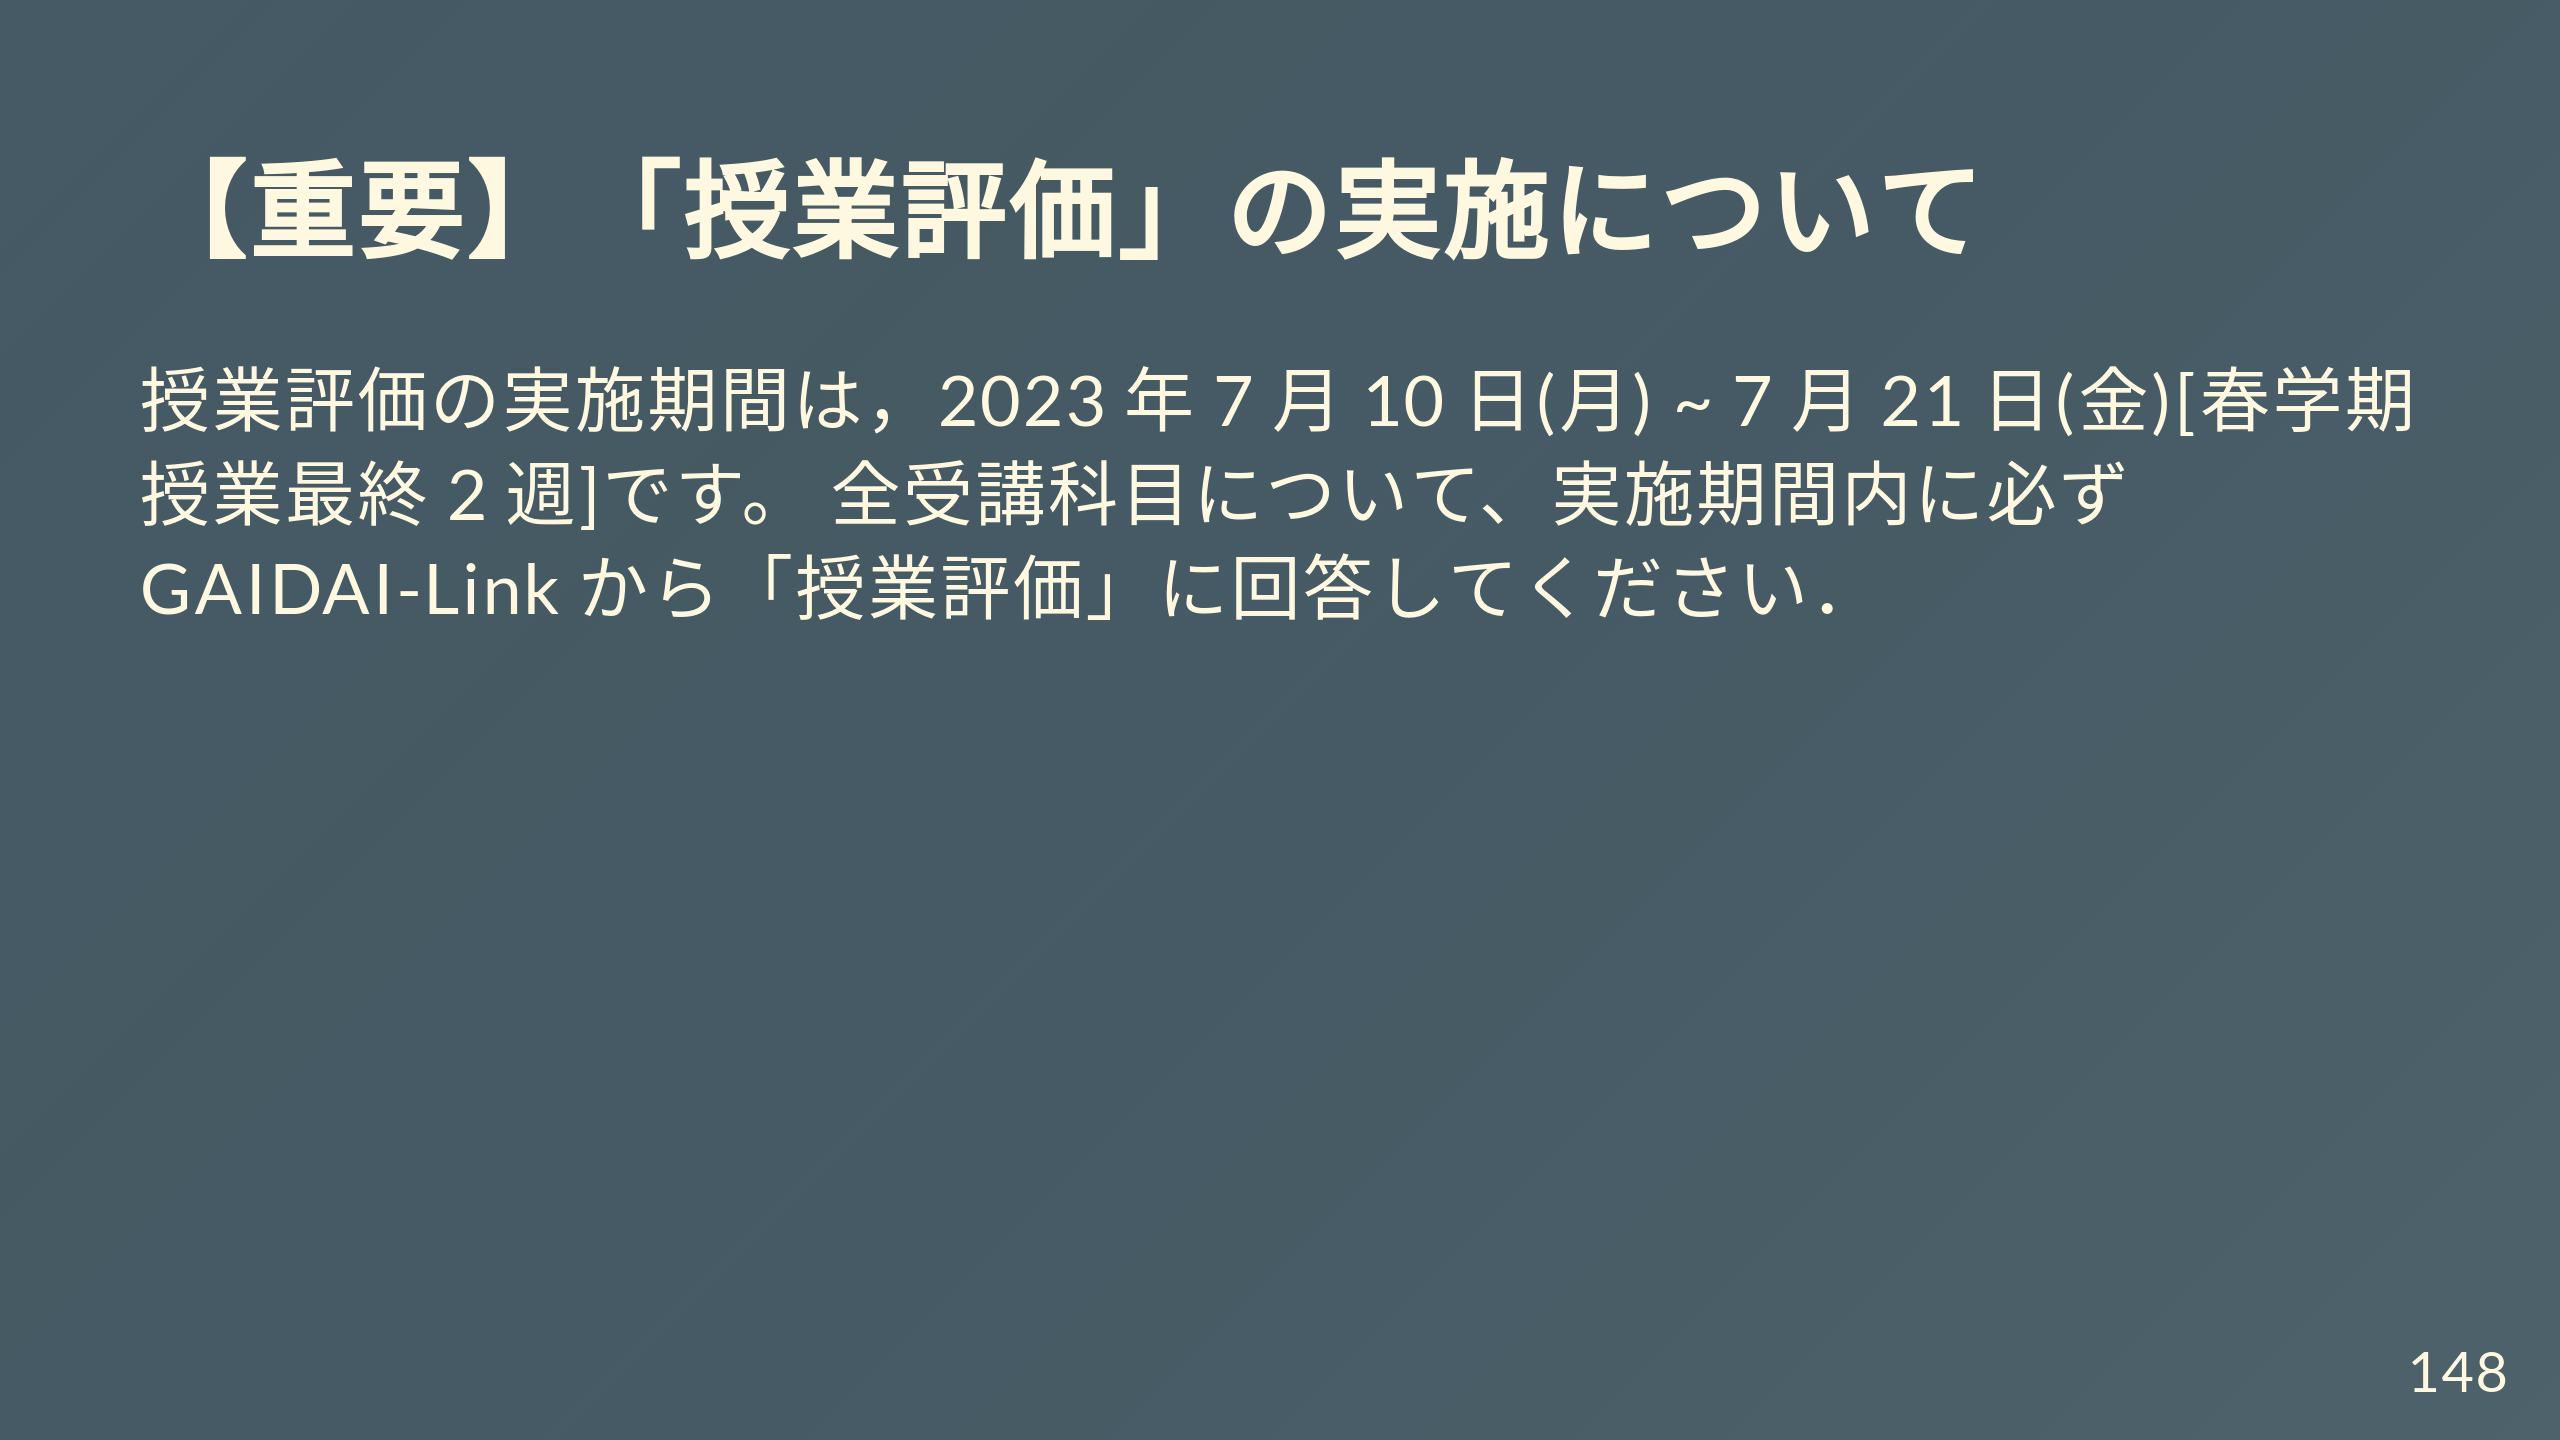 【重要】「授業評価」の実施について
授業評価の実施期間は，2023 年 7 月 10 日(月) ~ 7 月 21 日(金)[春学期
授業最終 2 週]です。 全受講科目について、実施期間内に必ず
GAIDAI-Link から「授業評価」に回答してください．
148